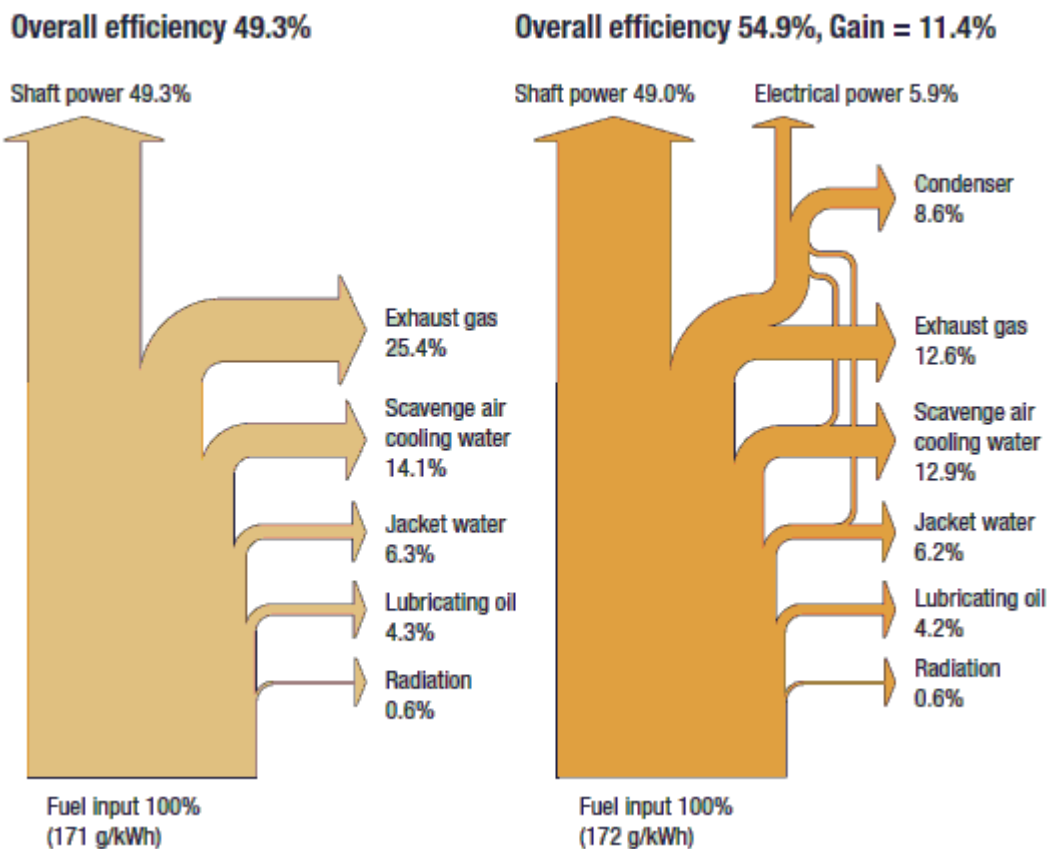 Overall efficiency 49.3%
Shaft power 49.3%
Exhaust gas
25.4%
Scavenge air
cooling water
14.1%
Jacket water
6.3%
Lubricating oil
4.3%
Radiation
0.6%
Fuel input 100%
(171 g/kWh)
Overall efficiency 54.9%, Gain = 11.4%
Shaft power 49.0%
Electrical power 5.9%
Condenser
8.6%
Exhaust gas
12.6%
Scavenge air
cooling water
12.9%
Jacket water
6.2%
Lubricating oil
4.2%
Radiation
0.6%
Fuel input 100%
(172 g/kWh)